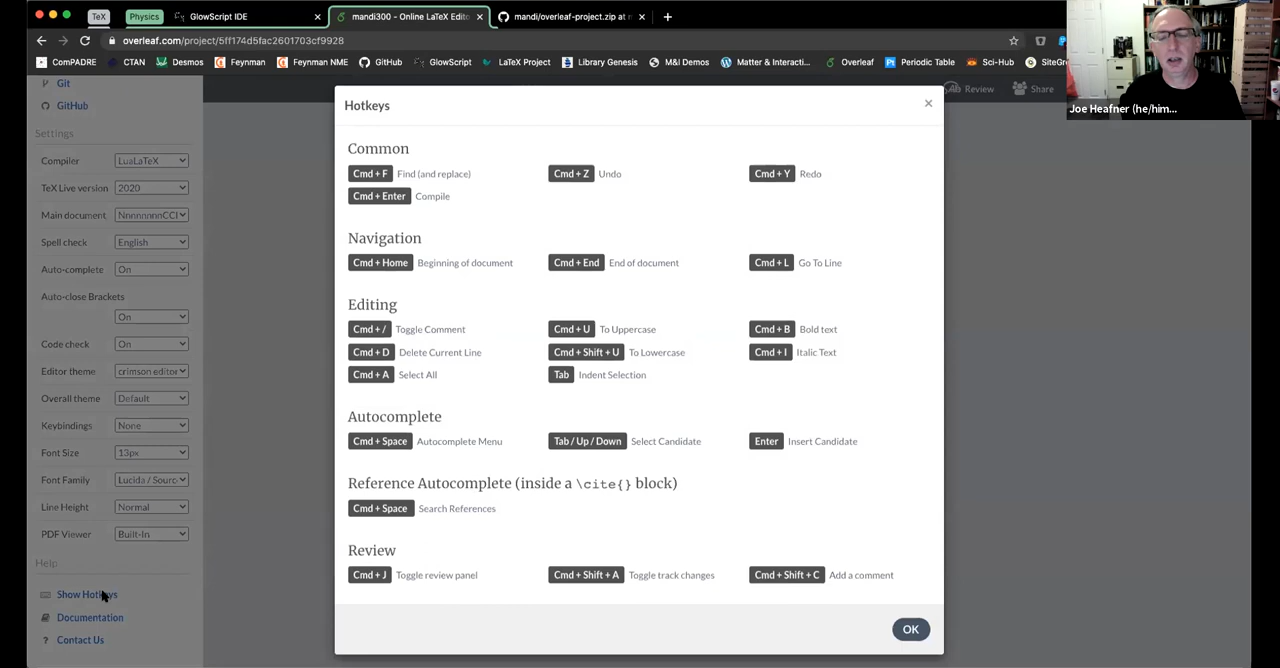 TeX Physics GlowScript IDE × mandi300 - Online LaTeX Edito × mandi/overleaf-project.zip at m × +
overleaf.com/project/5ff174d5fac2601703cf9928
ComPADRE CTAN Desmos Feynman Feynman NME GitHub GlowScript LaTeX Project Library Genesis M&I Demos Matter & Interacti... Overleaf Periodic Table Sci-Hub SiteGr
Joe Heafner (he/him...
Git
GitHub
Review Share
Settings
Compiler LuaLaTeX
TeX Live version 2020
Main document NnnnnnnCCl
Spell check English
Auto-complete On
Auto-close Brackets
On
Code check On
Editor theme crimson editor
Overall theme Default
Keybindings None
Font Size 13px
Font Family Lucida / Sourc
Line Height Normal
PDF Viewer Built-In
Help
Show Hotkeys
Documentation
? Contact Us
Hotkeys ×
Common
Cmd + F Find (and replace) Cmd + Z Undo Cmd + Y Redo
Cmd + Enter Compile
Navigation
Cmd + Home Beginning of document Cmd + End End of document Cmd + L Go To Line
Editing
Cmd + / Toggle Comment Cmd + U To Uppercase Cmd + B Bold text
Cmd + D Delete Current Line Cmd + Shift + U To Lowercase Cmd + I Italic Text
Cmd + A Select All Tab Indent Selection
Autocomplete
Cmd + Space Autocomplete Menu Tab / Up / Down Select Candidate Enter Insert Candidate
Reference Autocomplete (inside a \cite{} block)
Cmd + Space Search References
Review
Cmd + J Toggle review panel Cmd + Shift + A Toggle track changes Cmd + Shift + C Add a comment
OK